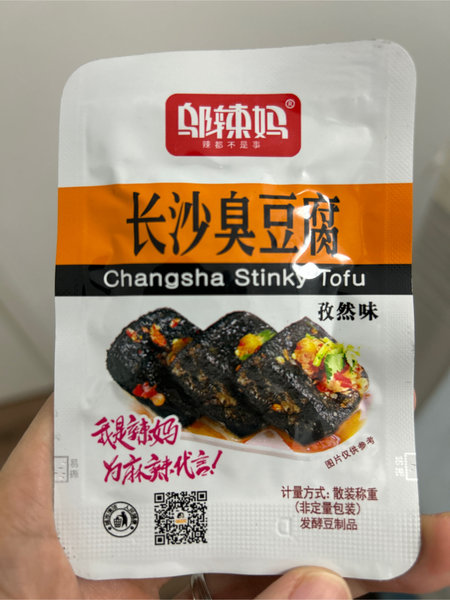 邬辣妈®
辣都不是事
长沙臭豆腐
Changsha Stinky Tofu
孜然味
我是辣妈
为麻辣代言!
图片仅供参考
计量方式: 散装称重
(非定量包装)
发酵豆制品